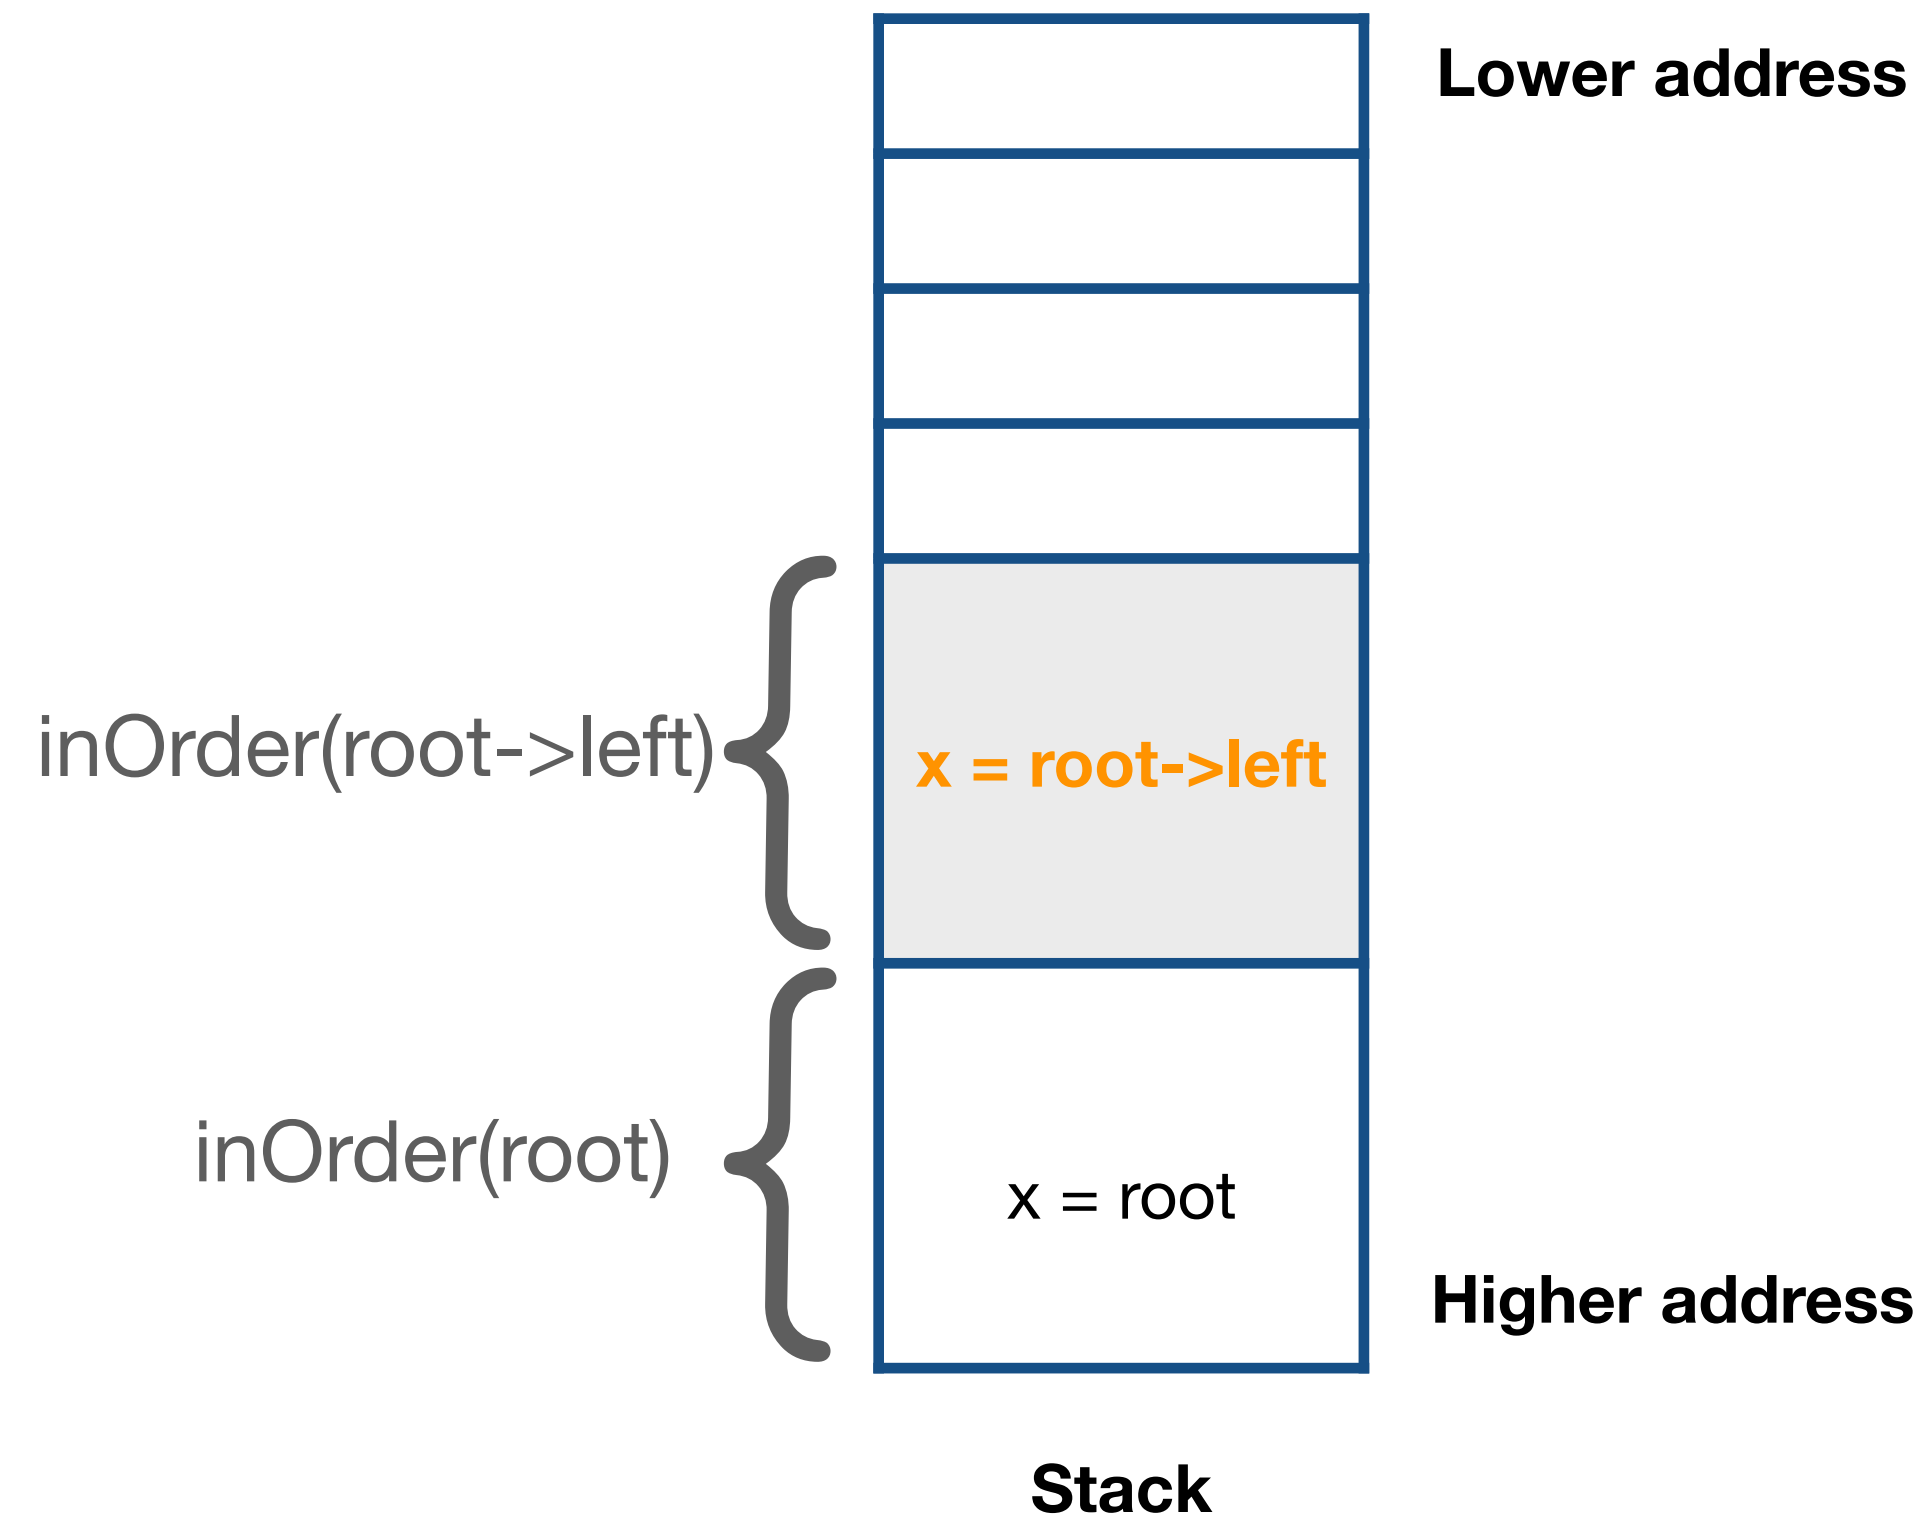 Lower address
inOrder(root->left)
x = root->left
inOrder(root)
x = root
Higher address
Stack